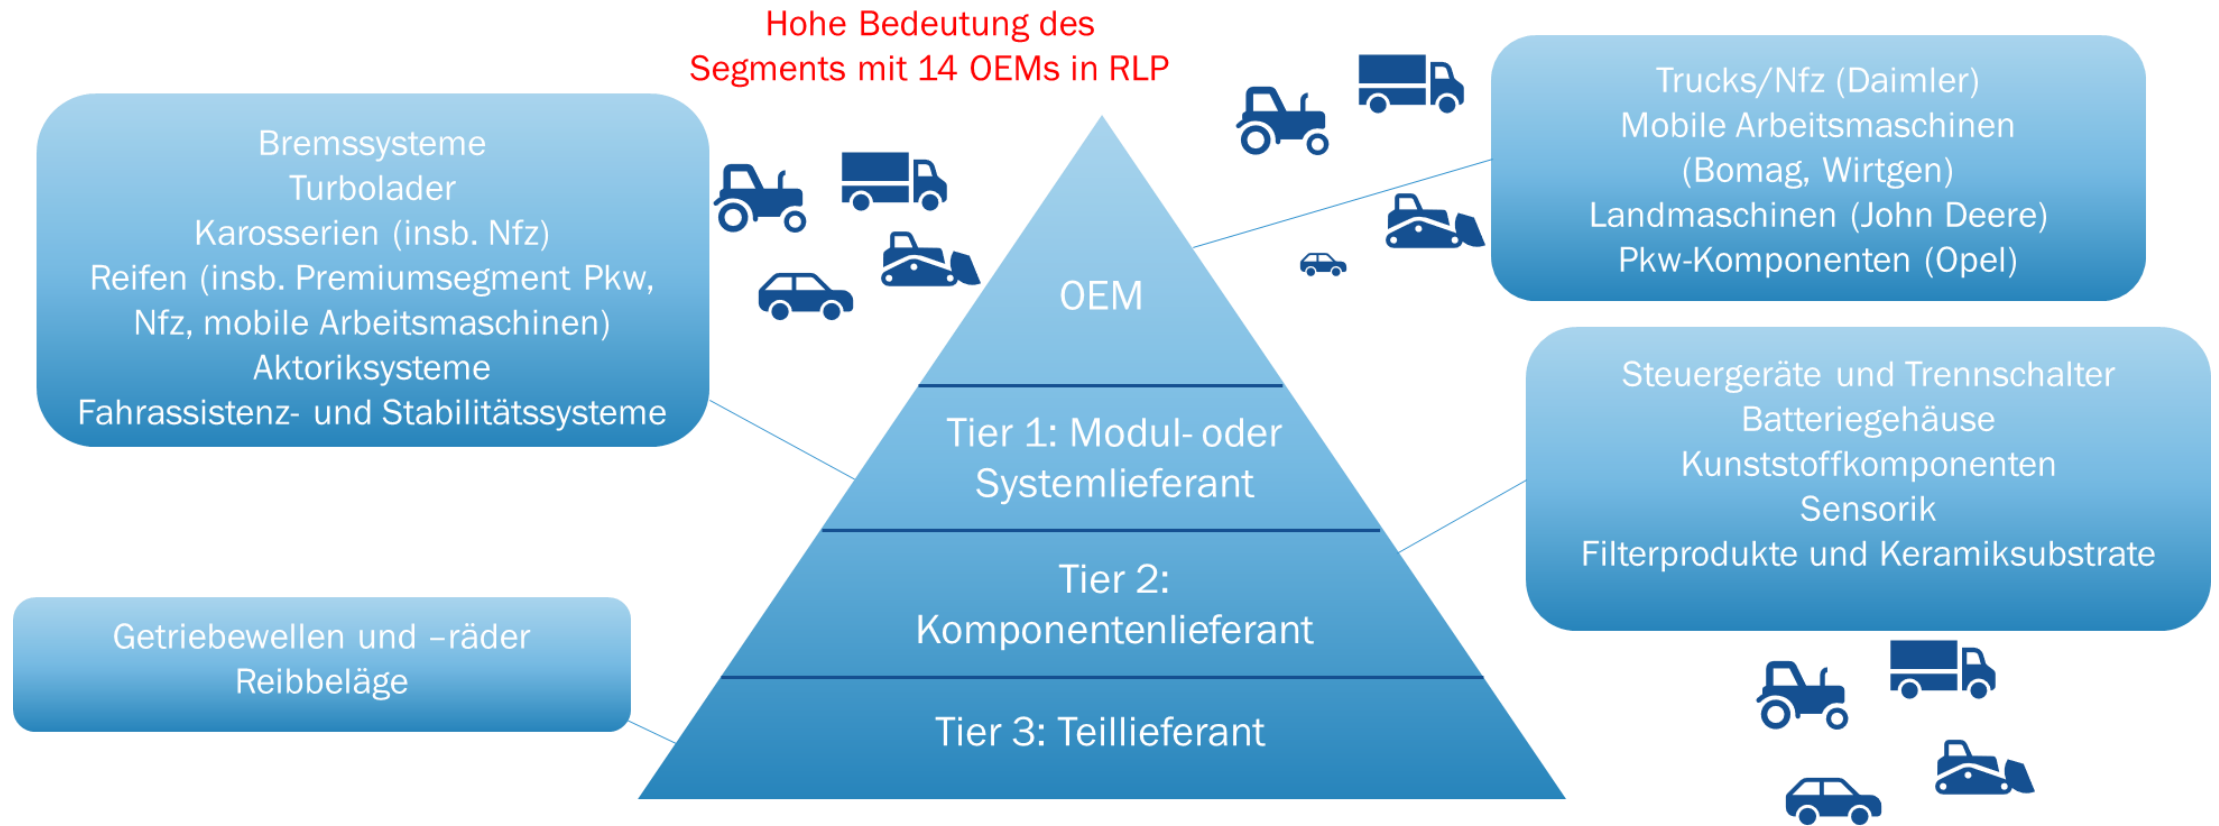 Hohe Bedeutung des
Segments mit 14 OEMs in RLP
Bremssysteme
Turbolader
Karosserien (insb. Nfz)
Reifen (insb. Premiumsegment Pkw,
Nfz, mobile Arbeitsmaschinen)
Aktoriksysteme
Fahrassistenz- und Stabilitätssysteme
Trucks/Nfz (Daimler)
Mobile Arbeitsmaschinen
(Bomag, Wirtgen)
Landmaschinen (John Deere)
Pkw-Komponenten (Opel)
OEM
Tier 1: Modul- oder
Systemlieferant
Tier 2:
Komponentenlieferant
Tier 3: Teillieferant
Steuergeräte und Trennschalter
Batteriegehäuse
Kunststoffkomponenten
Sensorik
Filterprodukte und Keramiksubstrate
Getriebewellen und –räder
Reibbeläge